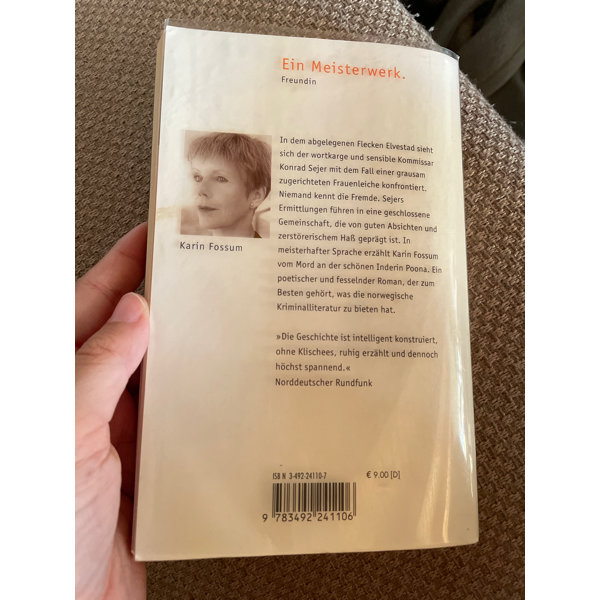 Ein Meisterwerk.
Freundin
In dem abgelegenen Flecken Elvestad sieht
sich der wortkarge und sensible Kommissar
Konrad Sejer mit dem Fall einer grausam
zugerichteten Frauenleiche konfrontiert.
Niemand kennt die Fremde. Sejers
Ermittlungen führen in eine geschlossene
Gemeinschaft, die von guten Absichten und
zerstörerischem Haß geprägt ist. In
meisterhafter Sprache erzählt Karin Fossum
vom Mord an der schönen Inderin Poona. Ein
poetischer und fesselnder Roman, der zum
Besten gehört, was die norwegische
Kriminalliteratur zu bieten hat.
Karin Fossum
»Die Geschichte ist intelligent konstruiert,
ohne Klischees, ruhig erzählt und dennoch
höchst spannend.«
Norddeutscher Rundfunk
ISBN 3-492-24110-7
€ 9.00 [D]
9 783492 241106